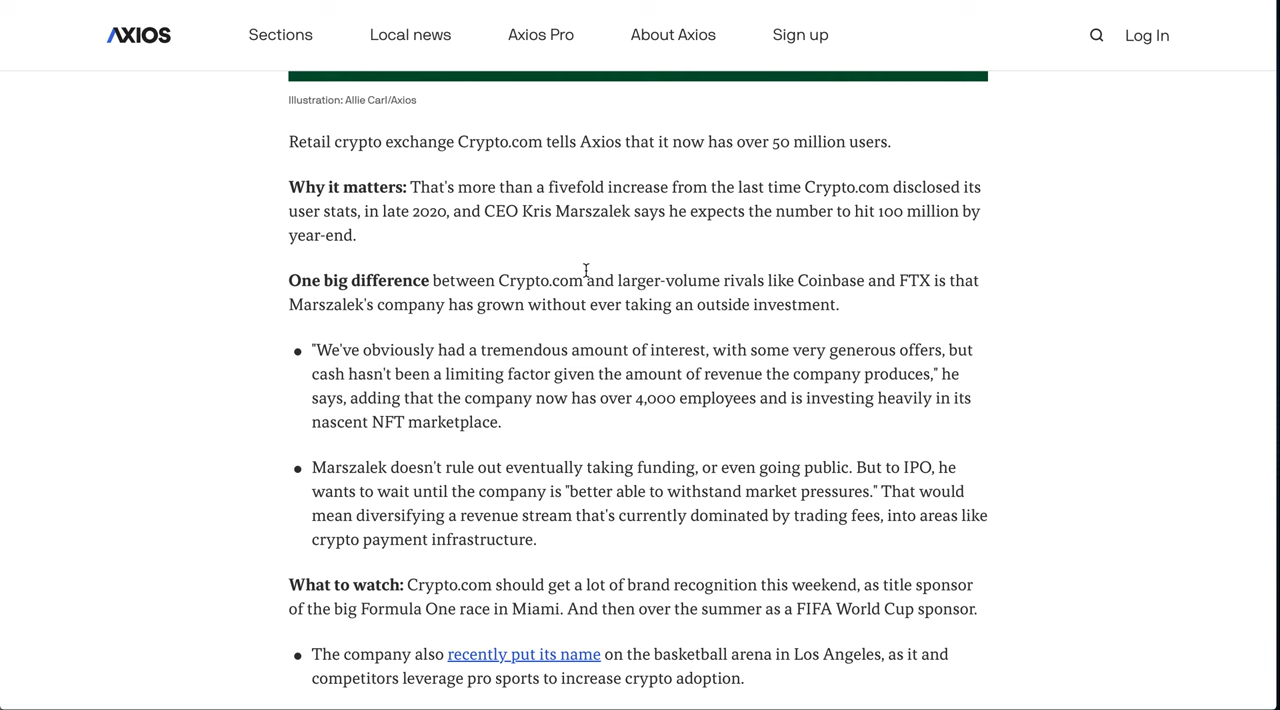 AXIOS Sections Local news Axios Pro About Axios Sign up Log In
Illustration: Allie Carl/Axios
Retail crypto exchange Crypto.com tells Axios that it now has over 50 million users.
Why it matters: That's more than a fivefold increase from the last time Crypto.com disclosed its
user stats, in late 2020, and CEO Kris Marszalek says he expects the number to hit 100 million by
year-end.
One big difference between Crypto.com and larger-volume rivals like Coinbase and FTX is that
Marszalek's company has grown without ever taking an outside investment.
• "We've obviously had a tremendous amount of interest, with some very generous offers, but
cash hasn't been a limiting factor given the amount of revenue the company produces," he
says, adding that the company now has over 4,000 employees and is investing heavily in its
nascent NFT marketplace.
• Marszalek doesn't rule out eventually taking funding, or even going public. But to IPO, he
wants to wait until the company is "better able to withstand market pressures." That would
mean diversifying a revenue stream that's currently dominated by trading fees, into areas like
crypto payment infrastructure.
What to watch: Crypto.com should get a lot of brand recognition this weekend, as title sponsor
of the big Formula One race in Miami. And then over the summer as a FIFA World Cup sponsor.
• The company also recently put its name on the basketball arena in Los Angeles, as it and
competitors leverage pro sports to increase crypto adoption.